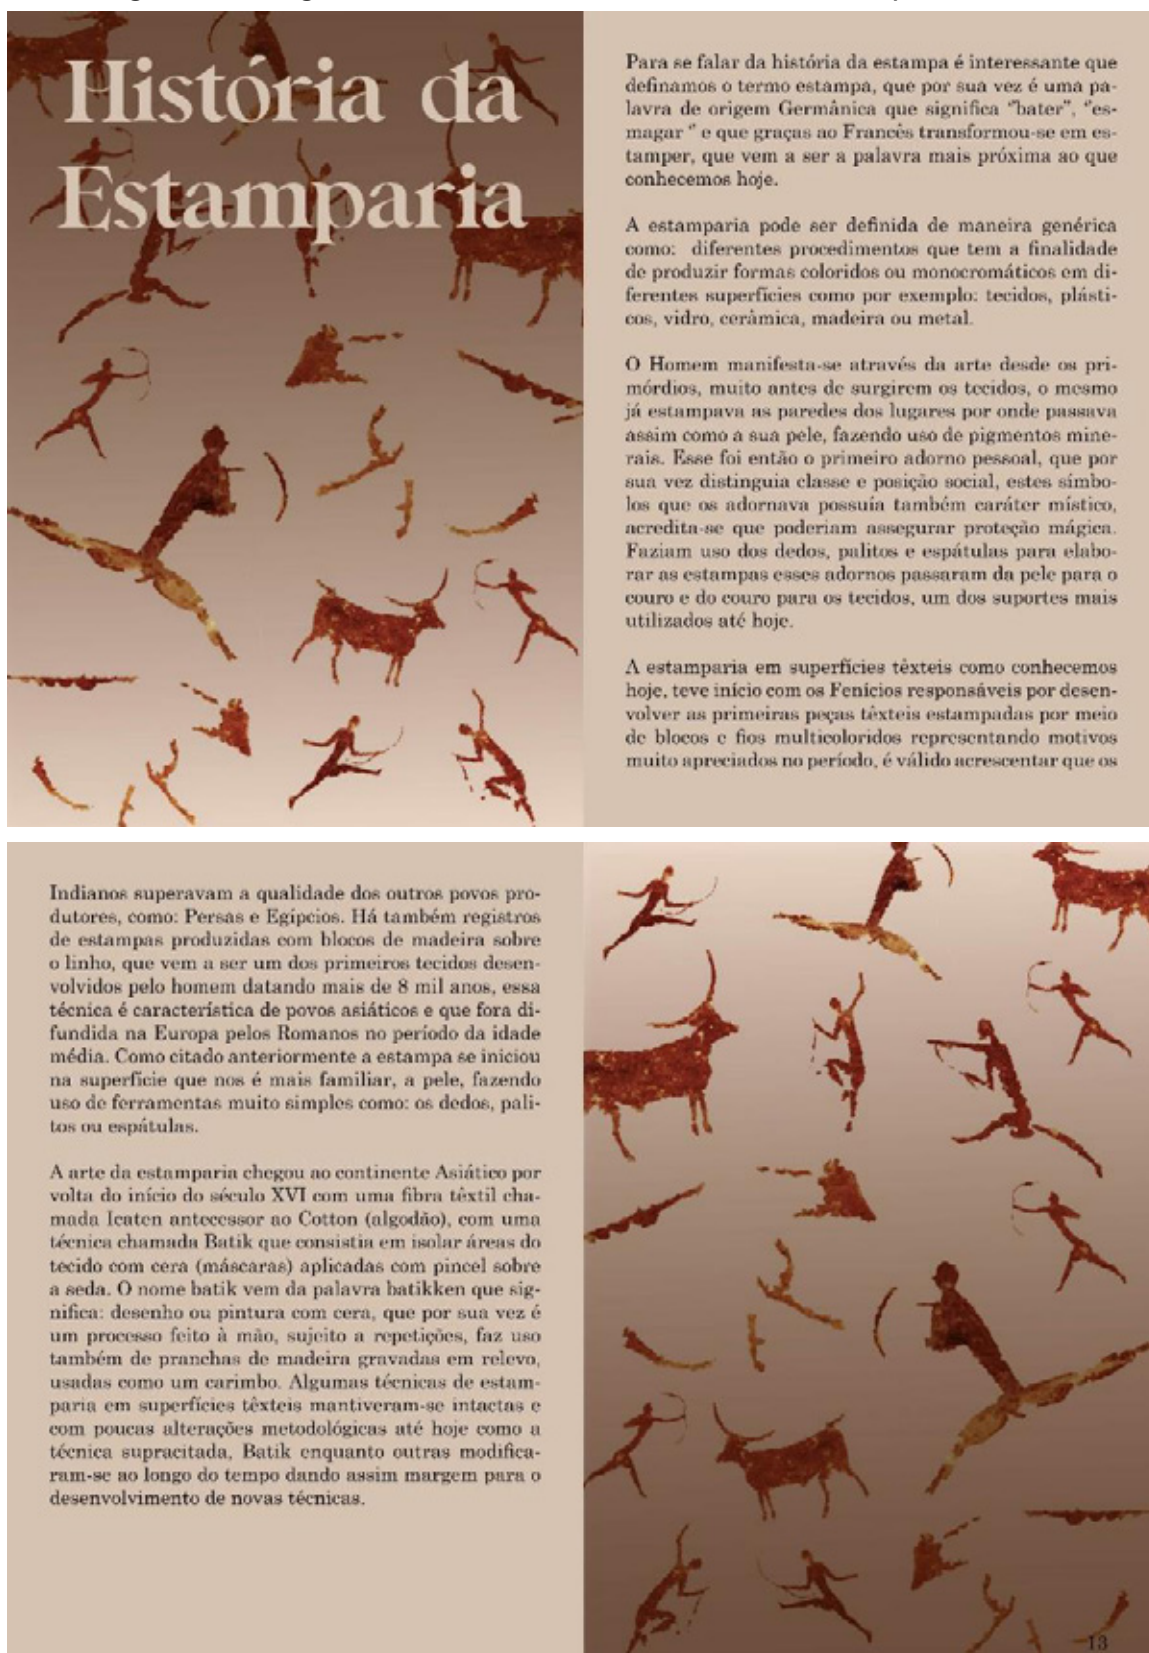 História da
Estamparia
Para se falar da história da estampa é interessante que
definamos o termo estampa, que por sua vez é uma pa-
lavra de origem Germânica que significa “bater”, “es-
magar “ e que graças ao Francês transformou-se em es-
tamper, que vem a ser a palavra mais próxima ao que
conhecemos hoje.
A estamparia pode ser definida de maneira genérica
como: diferentes procedimentos que tem a finalidade
de produzir formas coloridos ou monocromáticos em di-
ferentes superfícies como por exemplo: tecidos, plásti-
cos, vidro, cerâmica, madeira ou metal.
O Homem manifesta-se através da arte desde os pri-
mórdios, muito antes de surgirem os tecidos, o mesmo
já estampava as paredes dos lugares por onde passava
assim como a sua pele, fazendo uso de pigmentos mine-
rais. Esse foi então o primeiro adorno pessoal, que por
sua vez distinguia classe e posição social, estes símbo-
los que os adornava possuía também caráter místico,
acredita-se que poderiam assegurar proteção mágica.
Faziam uso dos dedos, palitos e espátulas para elabo-
rar as estampas esses adornos passaram da pele para o
couro e do couro para os tecidos, um dos suportes mais
utilizados até hoje.
A estamparia em superfícies têxteis como conhecemos
hoje, teve início com os Fenícios responsáveis por desen-
volver as primeiras peças têxteis estampadas por meio
de blocos e fios multicoloridos representando motivos
muito apreciados no período, é válido acrescentar que os
Indianos superavam a qualidade dos outros povos pro-
dutores, como: Persas e Egípcios. Há também registros
de estampas produzidas com blocos de madeira sobre
o linho, que vem a ser um dos primeiros tecidos desen-
volvidos pelo homem datando mais de 8 mil anos, essa
técnica é característica de povos asiáticos e que fora di-
fundida na Europa pelos Romanos no período da idade
média. Como citado anteriormente a estampa se iniciou
na superfície que nos é mais familiar, a pele, fazendo
uso de ferramentas muito simples como: os dedos, pali-
tos ou espátulas.
A arte da estamparia chegou ao continente Asiático por
volta do início do século XVI com uma fibra têxtil cha-
mada Icaten antecessor ao Cotton (algodão), com uma
técnica chamada Batik que consistia em isolar áreas do
tecido com cera (máscaras) aplicadas com pincel sobre
a seda. O nome batik vem da palavra batikken que sig-
nifica: desenho ou pintura com cera, que por sua vez é
um processo feito à mão, sujeito a repetições, faz uso
também de pranchas de madeira gravadas em relevo,
usadas como um carimbo. Algumas técnicas de estam-
paria em superfícies têxteis mantiveram-se intactas e
com poucas alterações metodológicas até hoje como a
técnica supracitada, Batik enquanto outras modifica-
ram-se ao longo do tempo dando assim margem para o
desenvolvimento de novas técnicas.
13